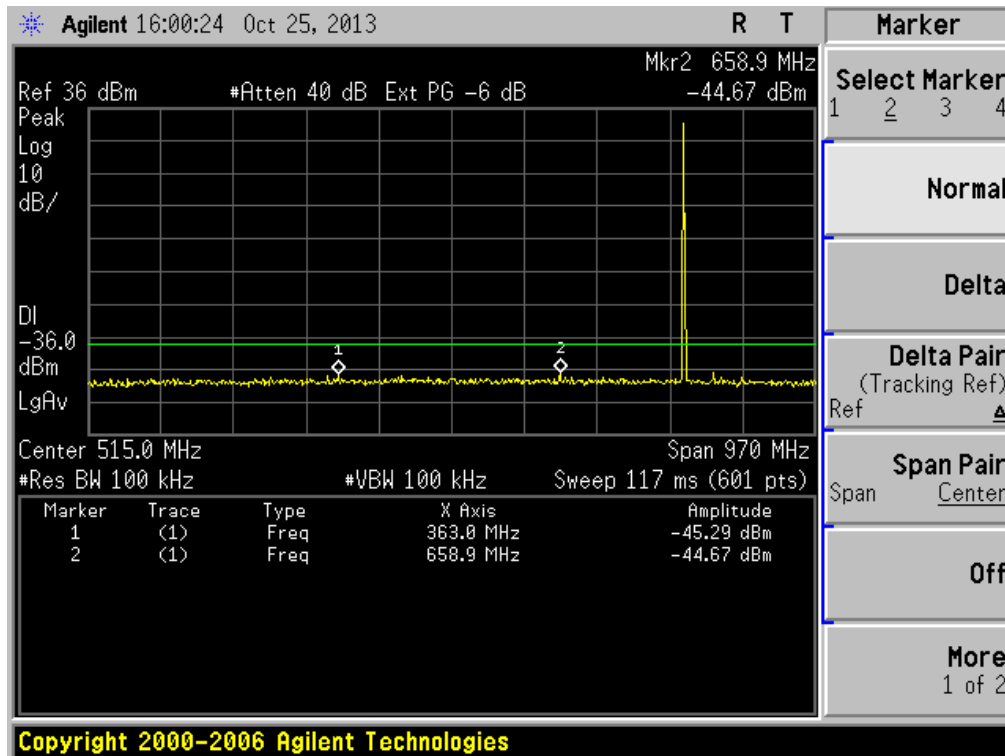 Agilent 16:00:24 Oct 25, 2013 R T
Marker
Mkr2 658.9 MHz
Ref 36 dBm #Atten 40 dB Ext PG -6 dB -44.67 dBm
Peak
Log
10
dB/
DI
-36.0
dBm
LgAv
1
2
Center 515.0 MHz Span 970 MHz
#Res BW 100 kHz #VBW 100 kHz Sweep 117 ms (601 pts)
Marker Trace Type X Axis Amplitude
1 (1) Freq 363.0 MHz -45.29 dBm
2 (1) Freq 658.9 MHz -44.67 dBm
Select Marker
1 2 3 4
Normal
Delta
Delta Pair
(Tracking Ref)
Ref Δ
Span Pair
Span Center
Off
More
1 of 2
Copyright 2000-2006 Agilent Technologies